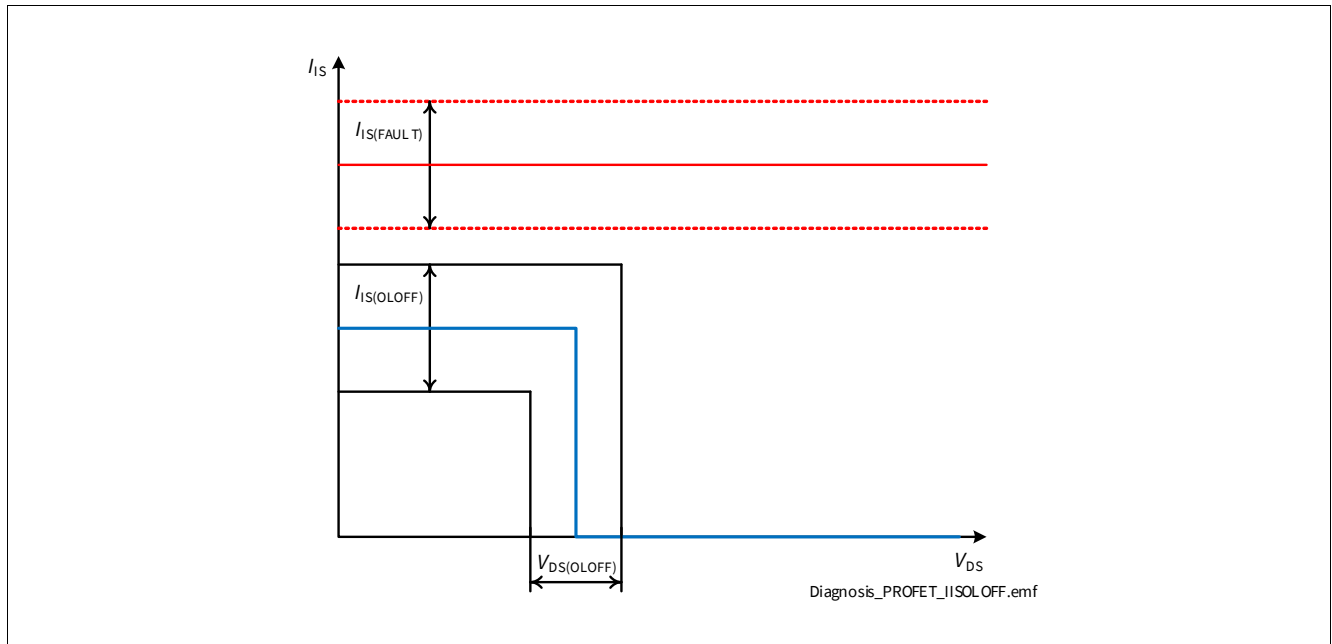 IIS
IIS(FAULT)
IIS(OLOFF)
VDS(OLOFF)
VDS
Diagnosis_PROFET_IISOLOFF.emf